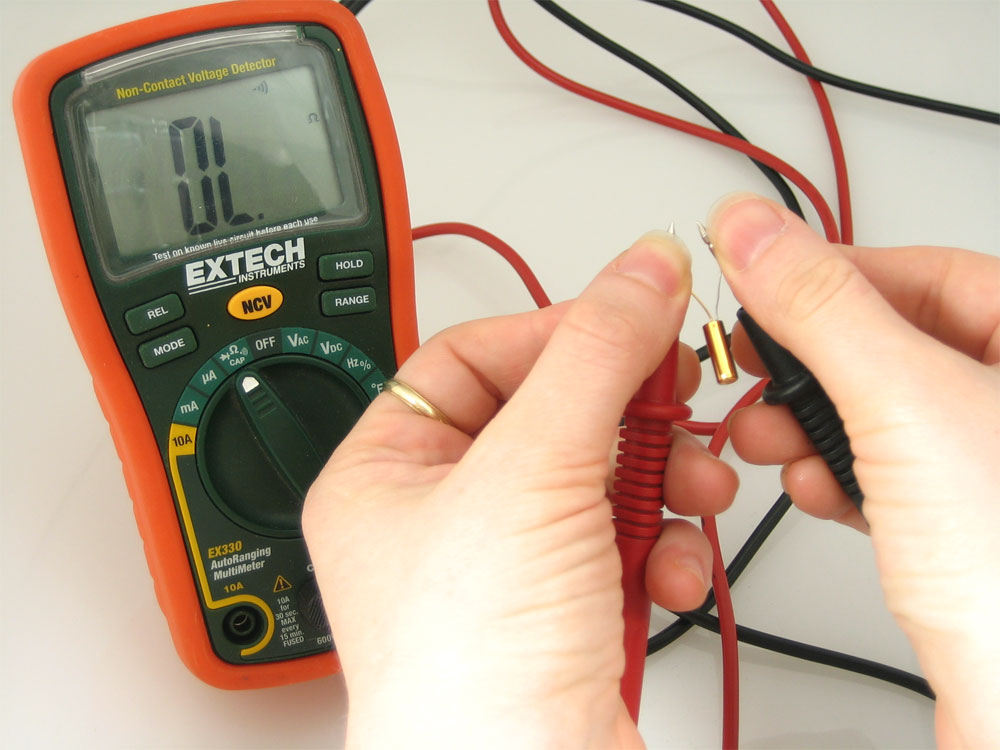 Non-Contact Voltage Detector
Ω
OL.
Test on known live circuit before each use
EXTECH
INSTRUMENTS
HOLD
REL
NCV
RANGE
MODE
OFF
VAC
VDC
Hz%
°F
Ω
CAP
µA
mA
10A
EX330
AutoRanging
MultiMeter
10A
10A
for
30 sec.
MAX
every
15 min.
FUSED